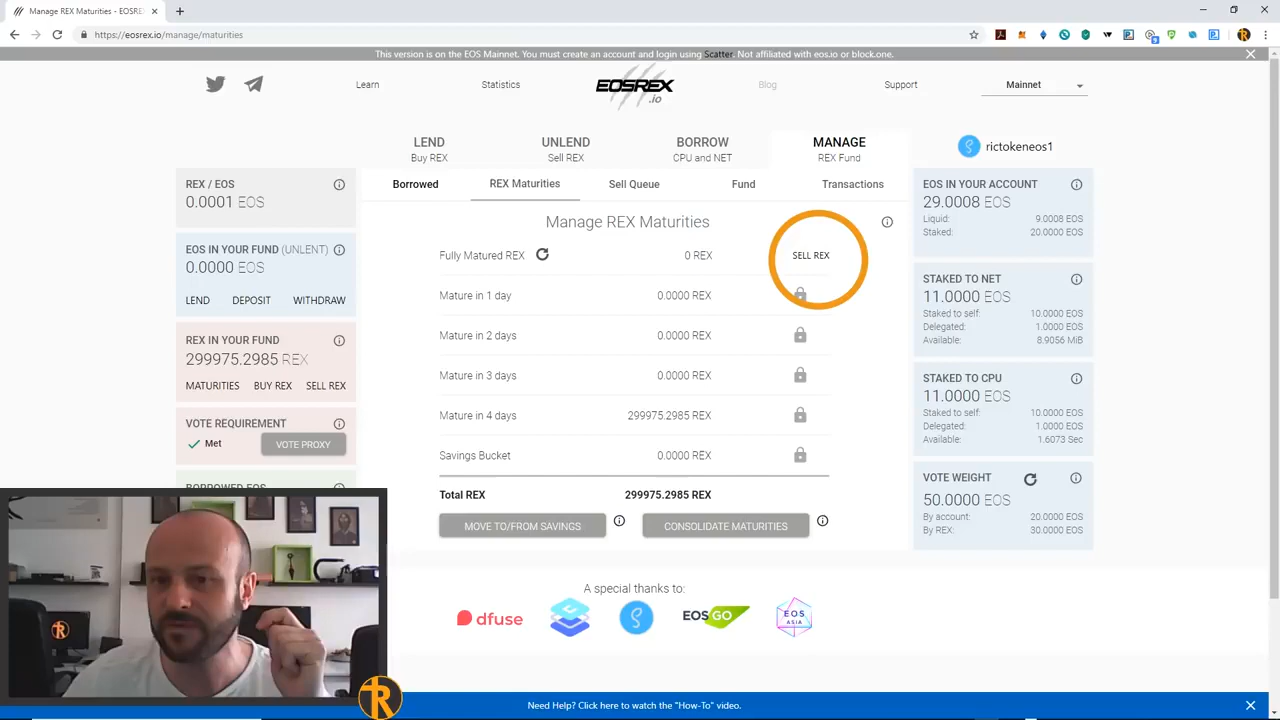 Manage REX Maturities - EOSRE
https://eosrex.io/manage/maturities
This version is on the EOS Mainnet. You must create an account and login using Scatter. Not affiliated with eos.io or block.one.
Learn
Statistics
EOSREX
.io
Blog
Support
Mainnet
LEND
Buy REX
UNLEND
Sell REX
BORROW
CPU and NET
MANAGE
REX Fund
rictokeneos1
Borrowed
REX Maturities
Sell Queue
Fund
Transactions
REX / EOS
0.0001 EOS
EOS IN YOUR FUND (UNLENT)
0.0000 EOS
LEND DEPOSIT WITHDRAW
REX IN YOUR FUND
299975.2985 REX
MATURITIES BUY REX SELL REX
VOTE REQUIREMENT
Met
VOTE PROXY
BORROWED EOS
Manage REX Maturities
Fully Matured REX 0 REX SELL REX
Mature in 1 day 0.0000 REX
Mature in 2 days 0.0000 REX
Mature in 3 days 0.0000 REX
Mature in 4 days 299975.2985 REX
Savings Bucket 0.0000 REX
Total REX 299975.2985 REX
MOVE TO/FROM SAVINGS
CONSOLIDATE MATURITIES
EOS IN YOUR ACCOUNT
29.0008 EOS
Liquid: 9.0008 EOS
Staked: 20.0000 EOS
STAKED TO NET
11.0000 EOS
Staked to self: 10.0000 EOS
Delegated: 1.0000 EOS
Available: 8.9056 MiB
STAKED TO CPU
11.0000 EOS
Staked to self: 10.0000 EOS
Delegated: 1.0000 EOS
Available: 1.6073 Sec
VOTE WEIGHT
50.0000 EOS
By account: 20.0000 EOS
By REX: 30.0000 EOS
A special thanks to:
dfuse
EOS GO
EOS
ASIA
Need Help? Click here to watch the "How-To" video.